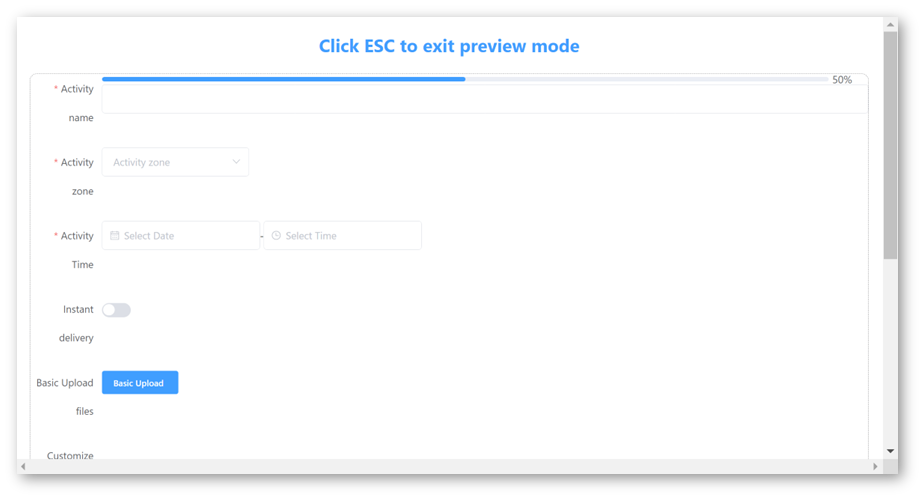 Click ESC to exit preview mode
50%
* Activity
name
* Activity
zone
Activity zone
* Activity
Time
Select Date
-
Select Time
Instant
delivery
Basic Upload
files
Basic Upload
Customize